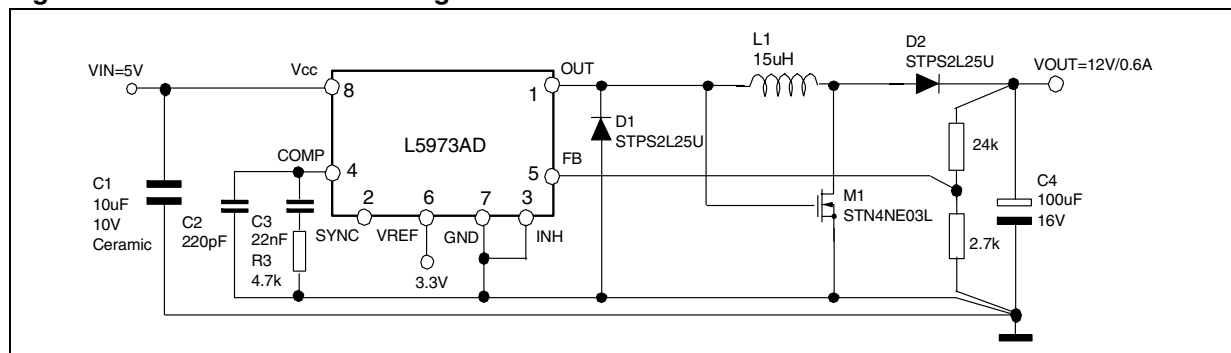 L1
15uH
D2
STPS2L25U
VIN=5V
Vcc
OUT
VOUT=12V/0.6A
8
1
L5973AD
D1
STPS2L25U
24k
COMP
FB
4
5
2
6
7
3
C1
10uF
10V
Ceramic
C2
220pF
C3
22nF
R3
4.7k
SYNC
VREF
GND
INH
3.3V
M1
STN4NE03L
C4
100uF
16V
2.7k